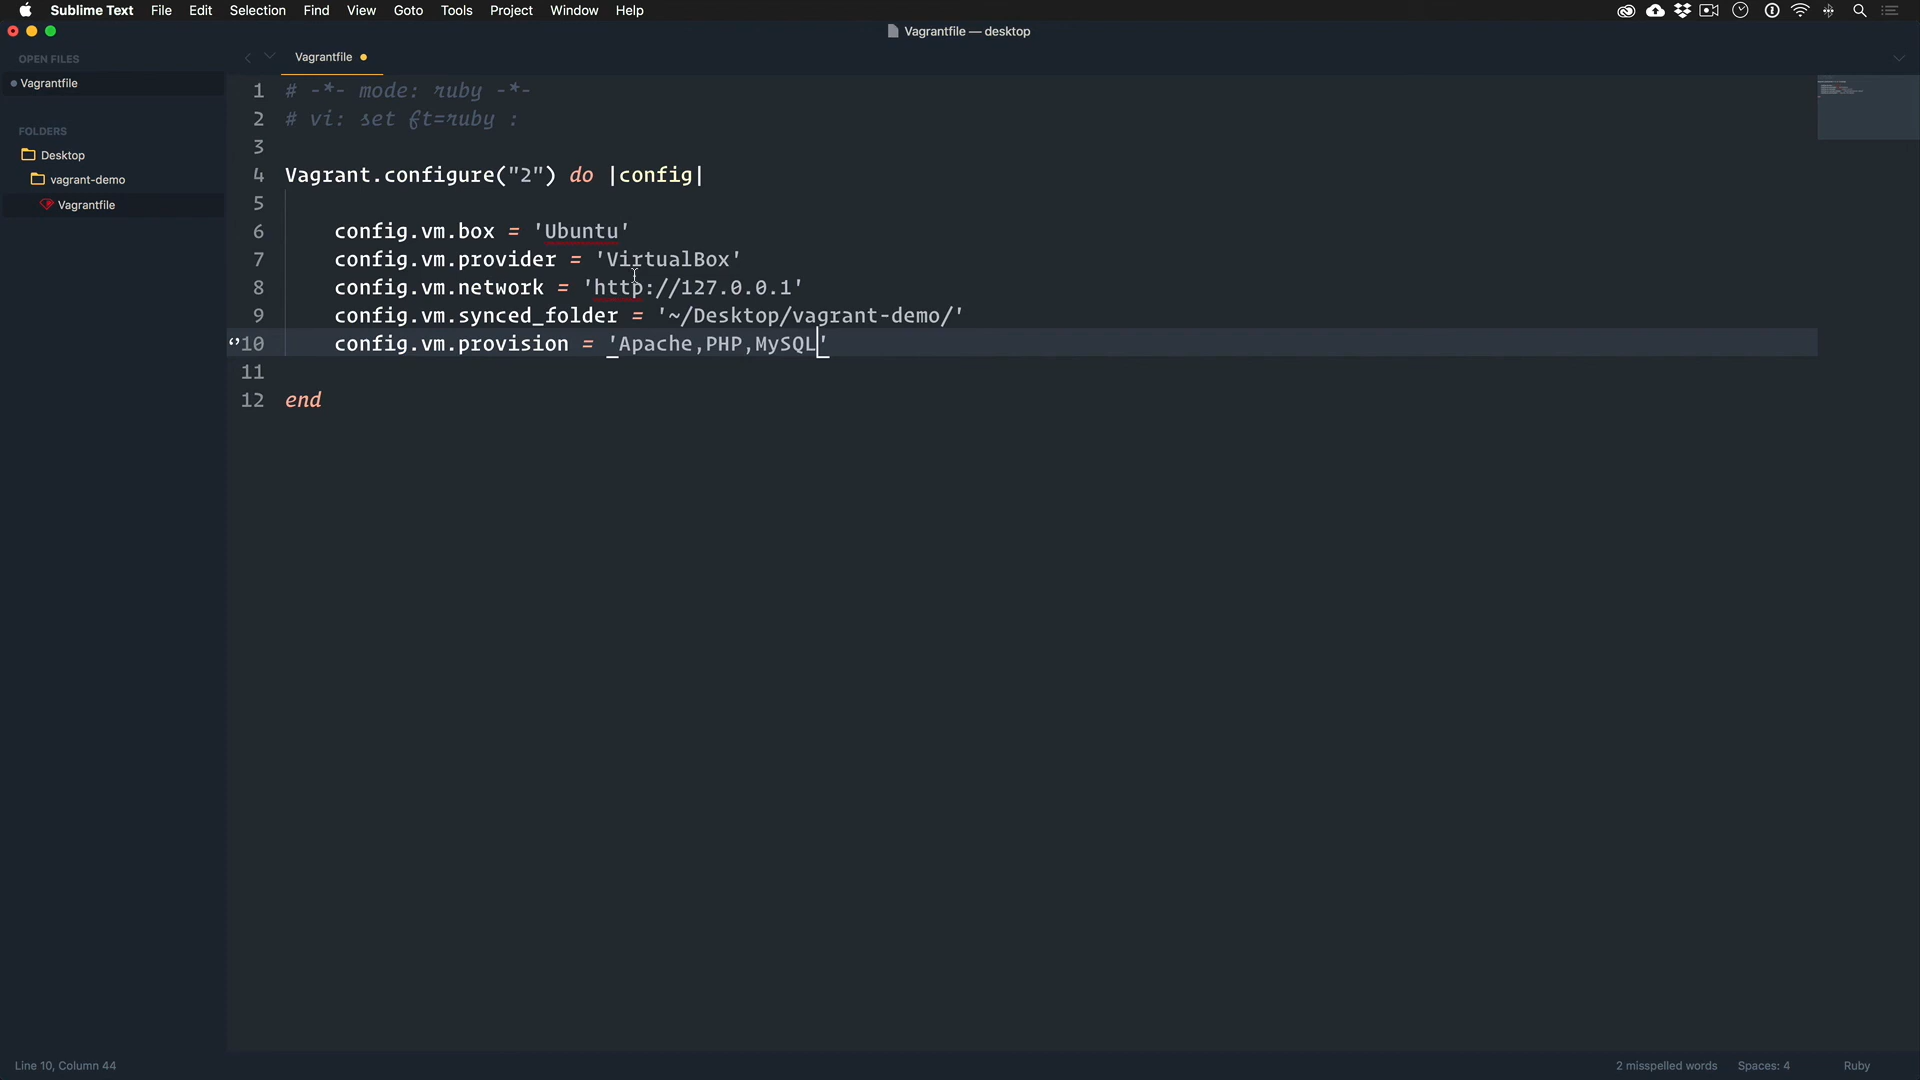 Sublime Text File Edit Selection Find View Goto Tools Project Window Help
Vagrantfile — desktop
OPEN FILES
Vagrantfile
FOLDERS
Desktop
vagrant-demo
Vagrantfile
Vagrantfile
1 # -*- mode: ruby -*-
2 # vi: set ft=ruby :
3
4 Vagrant.configure("2") do |config|
5
6 config.vm.box = 'Ubuntu'
7 config.vm.provider = 'VirtualBox'
8 config.vm.network = 'http://127.0.0.1'
9 config.vm.synced_folder = '~/Desktop/vagrant-demo/'
10 config.vm.provision = 'Apache,PHP,MySQL'
11
12 end
Line 10, Column 44
2 misspelled words Spaces: 4 Ruby